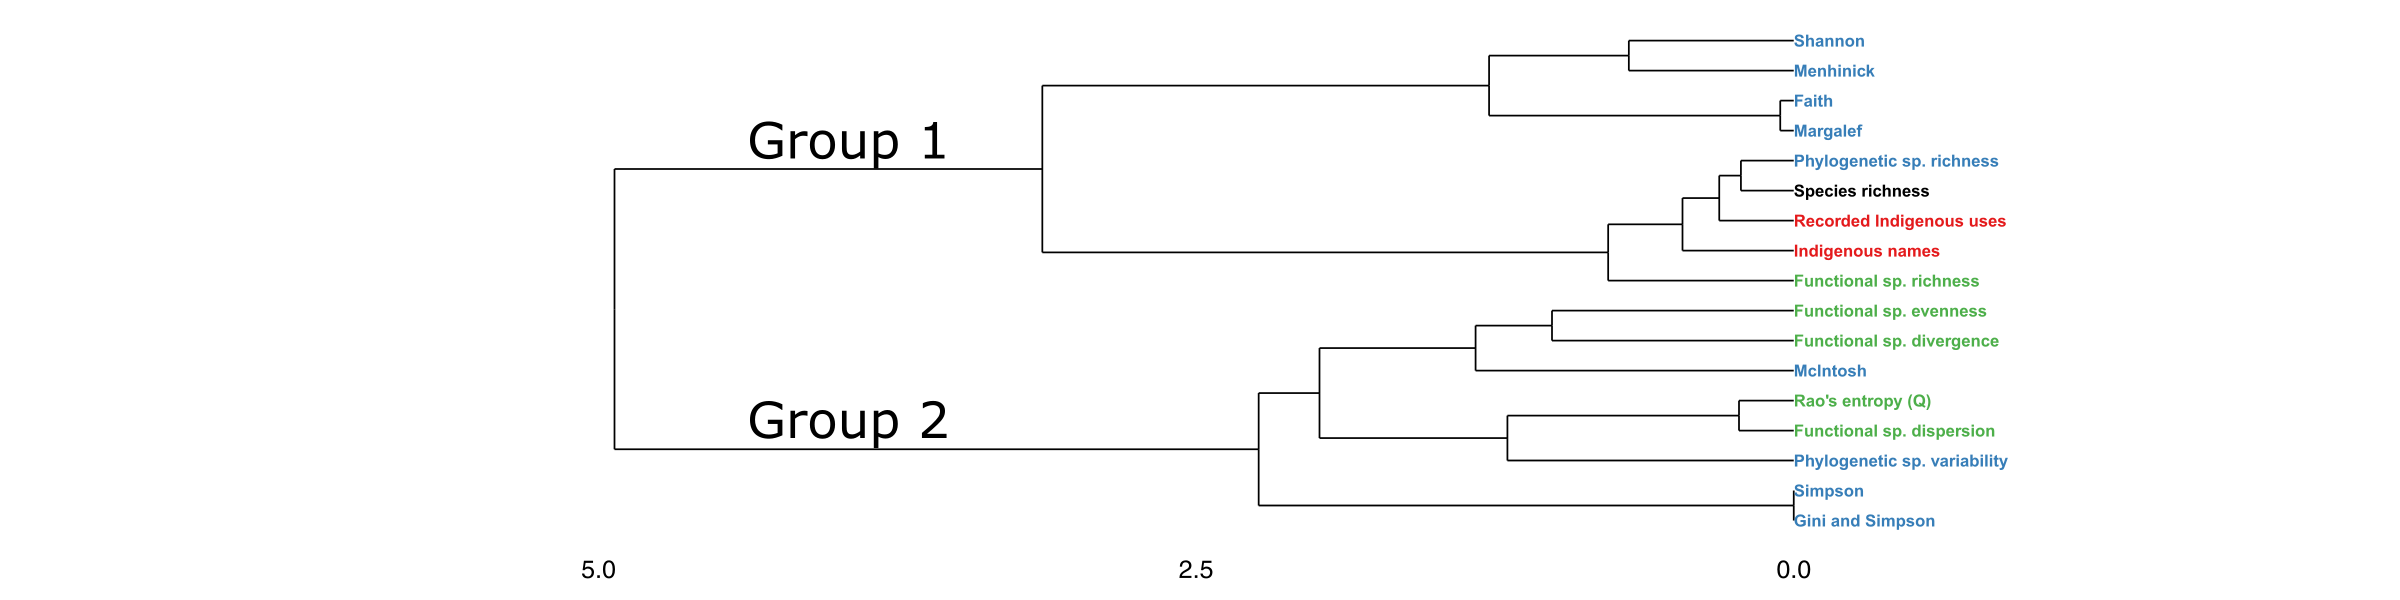 Shannon
Menhinick
Faith
Margalef
Group 1
Phylogenetic sp. richness
Species richness
Recorded Indigenous uses
Indigenous names
Functional sp. richness
Functional sp. evenness
Functional sp. divergence
McIntosh
Rao's entropy (Q)
Group 2
Functional sp. dispersion
Phylogenetic sp. variability
Simpson
Gini and Simpson
5.0 2.5 0.0